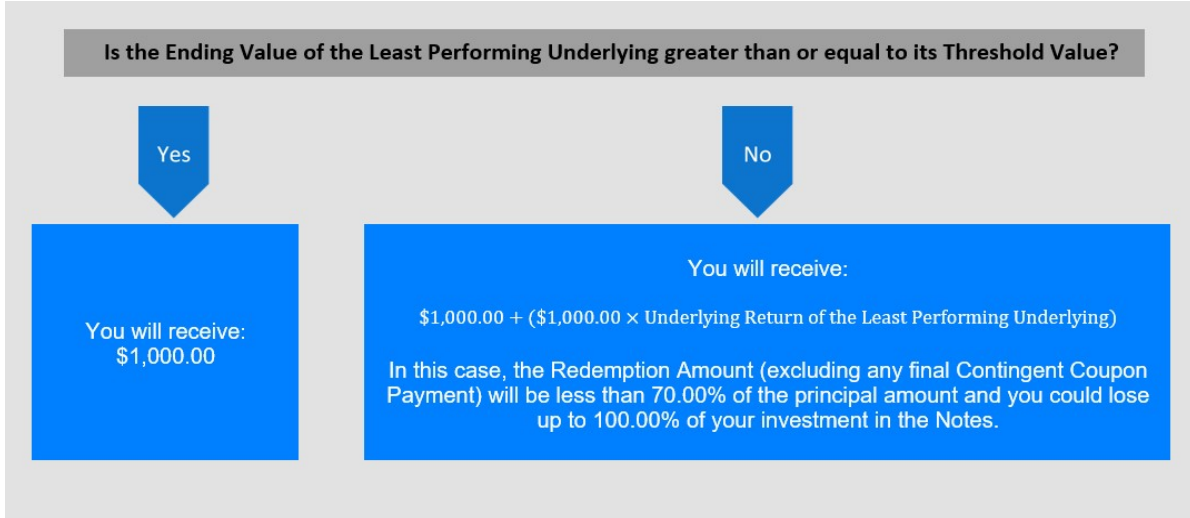 Is the Ending Value of the Least Performing Underlying greater than or equal to its Threshold Value?
Yes
No
You will receive:
$1,000.00
You will receive:
$1,000.00 + ($1,000.00 × Underlying Return of the Least Performing Underlying)
In this case, the Redemption Amount (excluding any final Contingent Coupon
Payment) will be less than 70.00% of the principal amount and you could lose
up to 100.00% of your investment in the Notes.